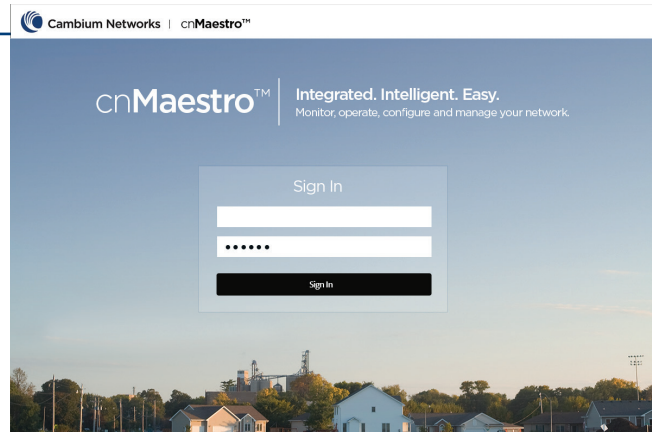 Cambium Networks | cnMaestro™
cnMaestro™
Integrated. Intelligent. Easy.
Monitor, operate, configure and manage your network.
Sign In
••••••
Sign In